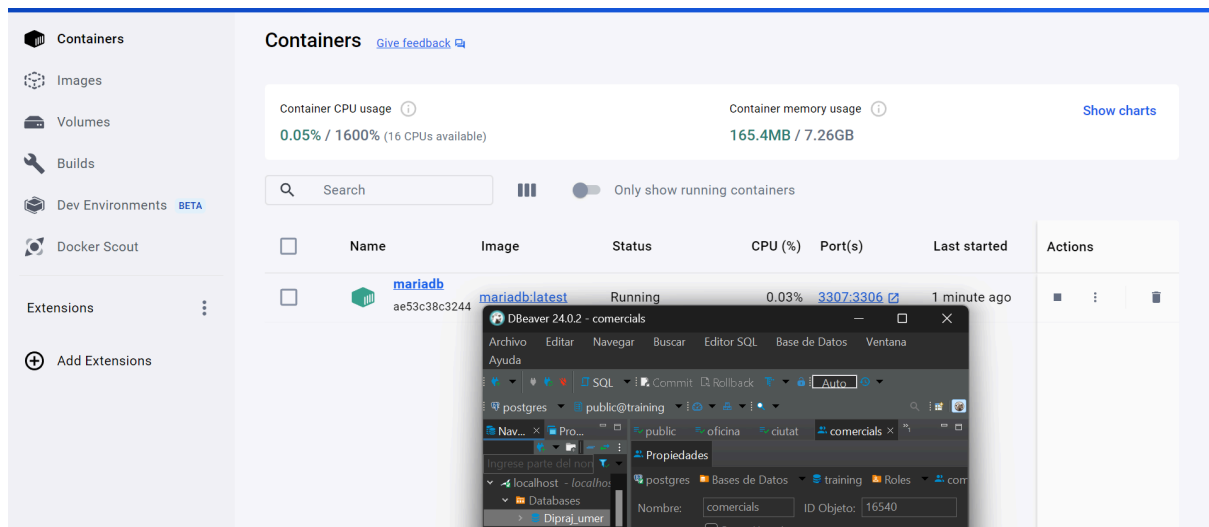 Containers
Images
Volumes
Builds
Dev Environments BETA
Docker Scout
Extensions
Add Extensions
Containers Give feedback
Container CPU usage
0.05% / 1600% (16 CPUs available)
Container memory usage
165.4MB / 7.26GB
Show charts
Search
Only show running containers
Name Image Status CPU (%) Port(s) Last started Actions
mariadb
ae53c38c3244 mariadb:latest Running 0.03% 3307:3306 1 minute ago
DBeaver 24.0.2 - comercials
Archivo Editar Navegar Buscar Editor SQL Base de Datos Ventana
Ayuda
SQL Commit Rollback Auto
postgres public@training
Nav... Pro... public oficina ciutat comercials
Propiedades
Ingrese parte del nor
postgres Bases de Datos training Roles com
localhost - localhos
Databases
Dipraj_umer
Nombre: comercials ID Objeto: 16540